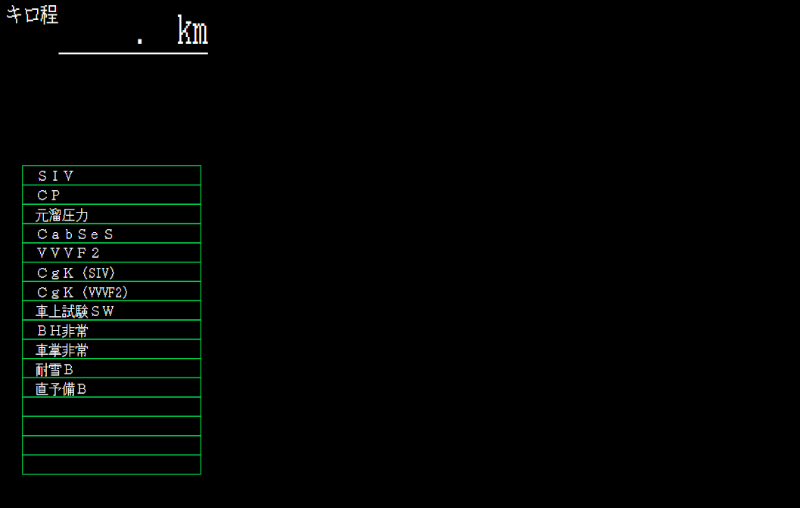 キロ程
. km
ＳＩＶ
ＣＰ
元溜圧力
ＣａｂＳｅＳ
ＶＶＶＦ２
ＣｇＫ（SIV）
ＣｇＫ（VVVF2）
車上試験ＳＷ
ＢＨ非常
車掌非常
耐雪Ｂ
直予備Ｂ